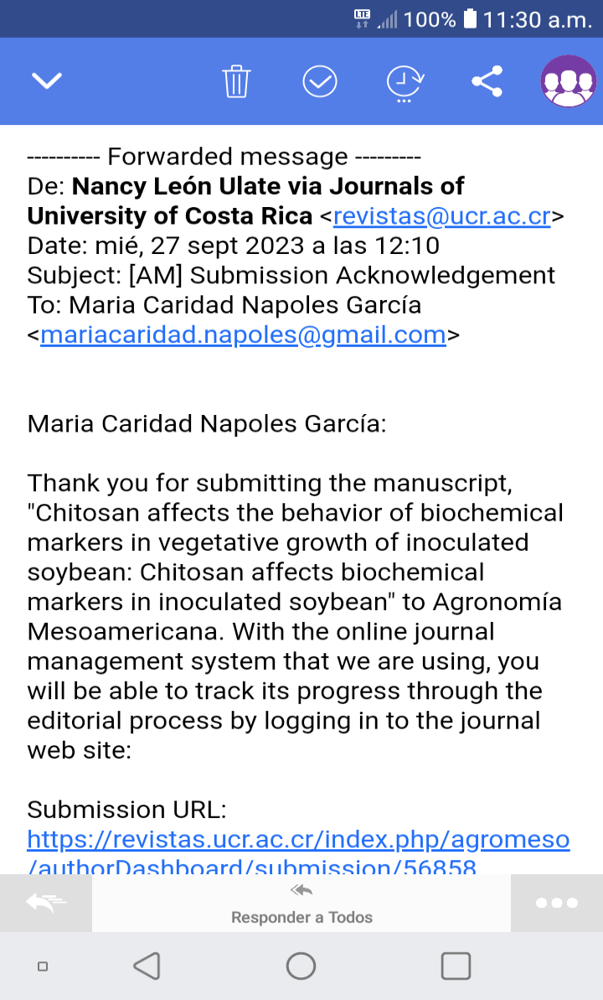 LTE 100% 11:30 a.m.
---------- Forwarded message ---------
De: Nancy León Ulate via Journals of
University of Costa Rica <revistas@ucr.ac.cr>
Date: mié, 27 sept 2023 a las 12:10
Subject: [AM] Submission Acknowledgement
To: Maria Caridad Napoles García
<mariacaridad.napoles@gmail.com>
Maria Caridad Napoles García:
Thank you for submitting the manuscript,
"Chitosan affects the behavior of biochemical
markers in vegetative growth of inoculated
soybean: Chitosan affects biochemical
markers in inoculated soybean" to Agronomía
Mesoamericana. With the online journal
management system that we are using, you
will be able to track its progress through the
editorial process by logging in to the journal
web site:
Submission URL:
https://revistas.ucr.ac.cr/index.php/agromeso
/authorDashboard/submission/56858
Responder a Todos